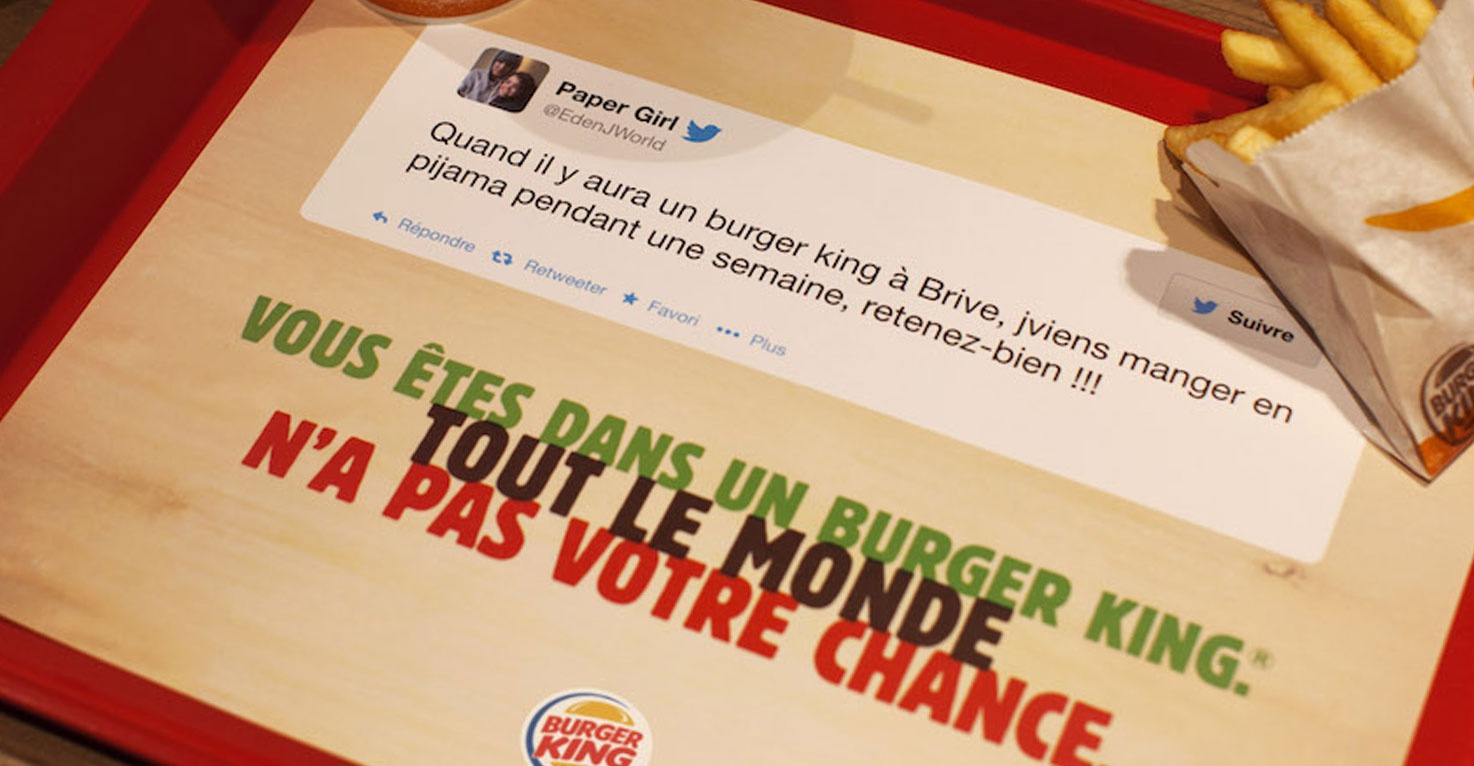 Paper Girl
@EdenJWorld
Suivre
Quand il y aura un burger king à Brive, jviens manger en
pijama pendant une semaine, retenez-bien !!!
Répondre Retweeter Favori Plus
VOUS ÊTES DANS UN BURGER KING.®
TOUT LE MONDE
N'A PAS VOTRE CHANCE.
BURGER
KING
BURGER
KING